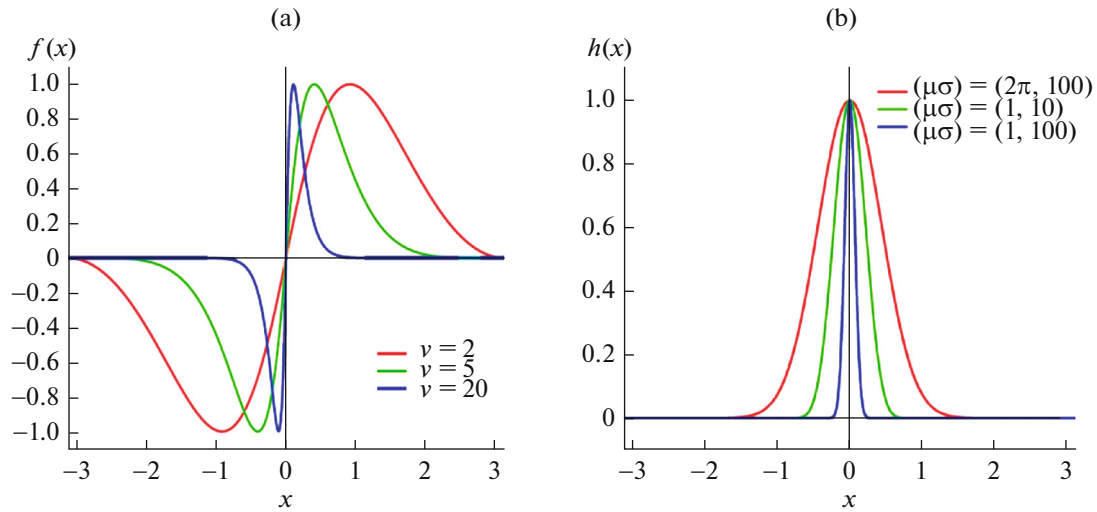 (a)
f(x)
1.0
0.8
0.6
0.4
0.2
0
−0.2
−0.4
−0.6
−0.8
−1.0
ν = 2
ν = 5
ν = 20
−3 −2 −1 0 1 2 3
x
(b)
h(x)
1.0
0.8
0.6
0.4
0.2
0
(μσ) = (2π, 100)
(μσ) = (1, 10)
(μσ) = (1, 100)
−3 −2 −1 0 1 2 3
x